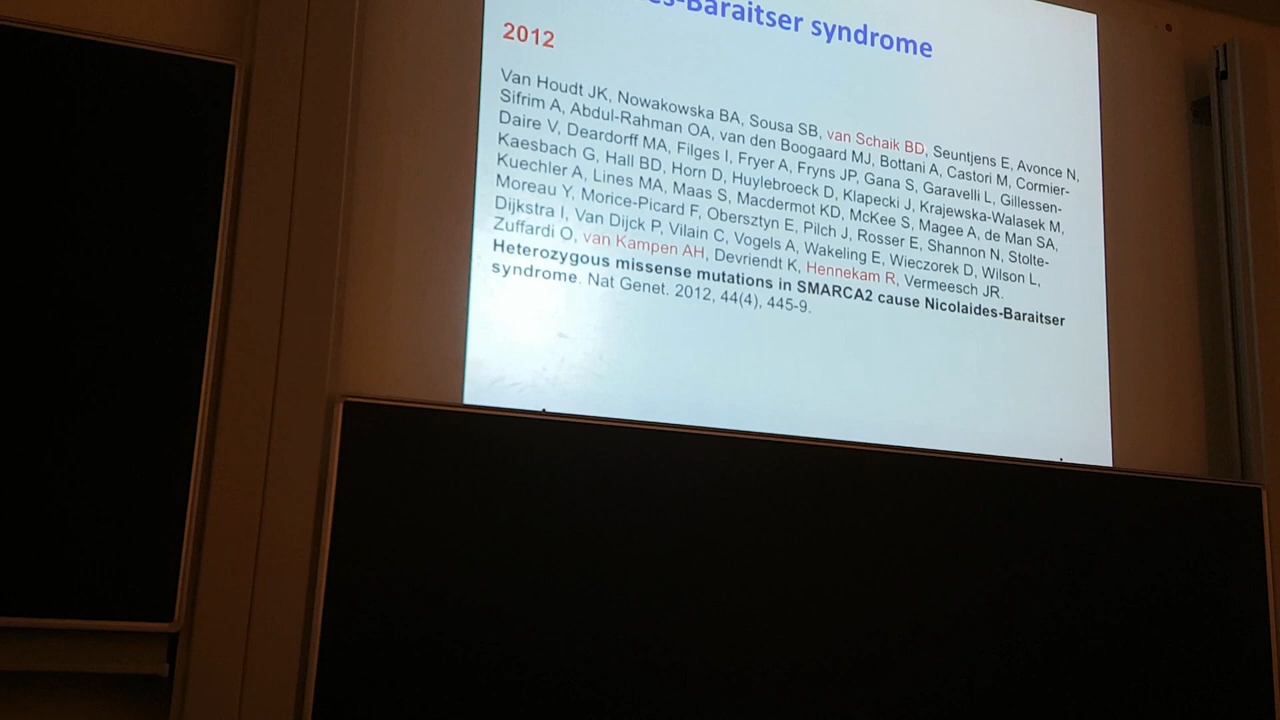 es-Baraitser syndrome
2012
Van Houdt JK, Nowakowska BA, Sousa SB, van Schaik BD, Seuntjens E, Avonce N,
Sifrim A, Abdul-Rahman OA, van den Boogaard MJ, Bottani A, Castori M, Cormier-
Daire V, Deardorff MA, Filges I, Fryer A, Fryns JP, Gana S, Garavelli L, Gillessen-
Kaesbach G, Hall BD, Horn D, Huylebroeck D, Klapecki J, Krajewska-Walasek M,
Kuechler A, Lines MA, Maas S, Macdermot KD, McKee S, Magee A, de Man SA,
Moreau Y, Morice-Picard F, Obersztyn E, Pilch J, Rosser E, Shannon N, Stolte-
Dijkstra I, Van Dijck P, Vilain C, Vogels A, Wakeling E, Wieczorek D, Wilson L,
Zuffardi O, van Kampen AH, Devriendt K, Hennekam R, Vermeesch JR.
Heterozygous missense mutations in SMARCA2 cause Nicolaides-Baraitser
syndrome. Nat Genet. 2012, 44(4), 445-9.